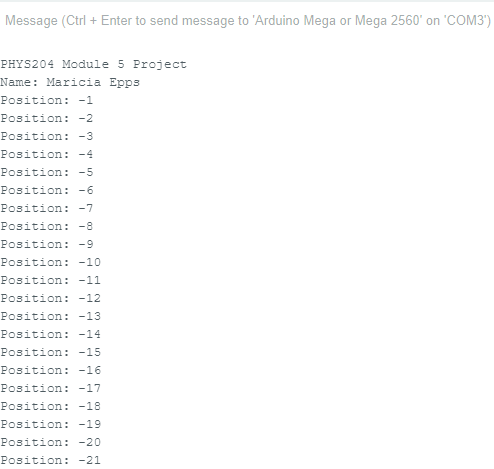 Message (Ctrl + Enter to send message to 'Arduino Mega or Mega 2560' on 'COM3')
PHYS204 Module 5 Project
Name: Maricia Epps
Position: -1
Position: -2
Position: -3
Position: -4
Position: -5
Position: -6
Position: -7
Position: -8
Position: -9
Position: -10
Position: -11
Position: -12
Position: -13
Position: -14
Position: -15
Position: -16
Position: -17
Position: -18
Position: -19
Position: -20
Position: -21